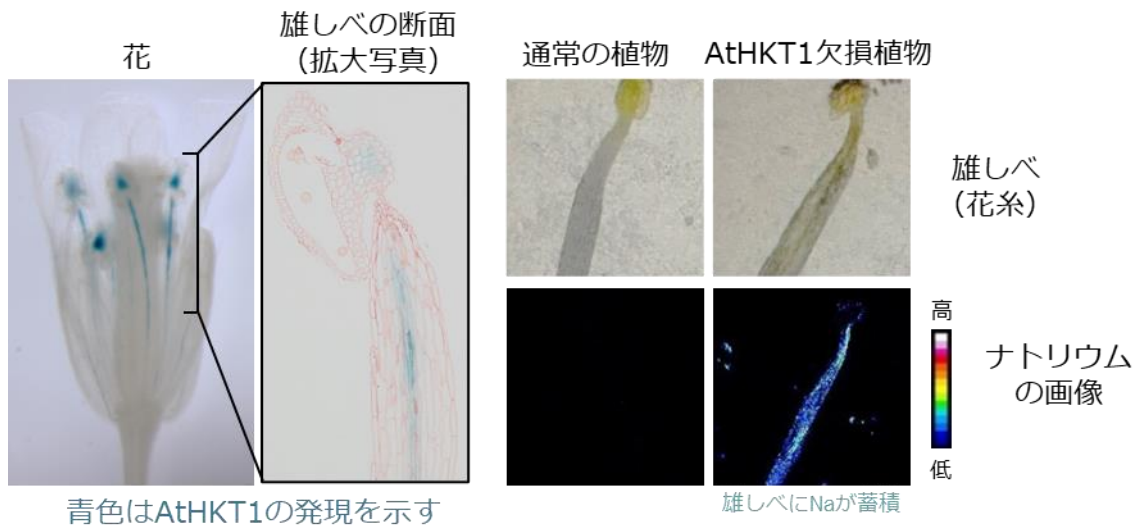 花
雄しべの断面
（拡大写真）
通常の植物
AtHKT1欠損植物
雄しべ
（花糸）
高
低
ナトリウム
の画像
青色はAtHKT1の発現を示す
雄しべにNaが蓄積